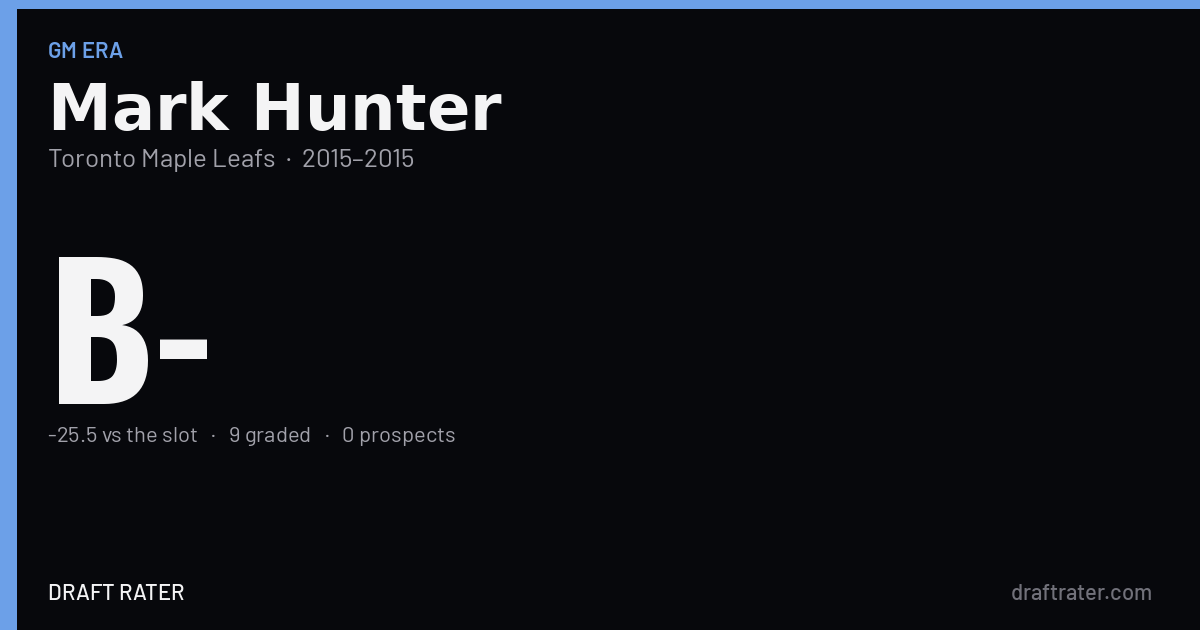 GM ERA
Mark Hunter
Toronto Maple Leafs · 2015–2015
B-
-25.5 vs the slot · 9 graded · 0 prospects
DRAFT RATER
draftrater.com